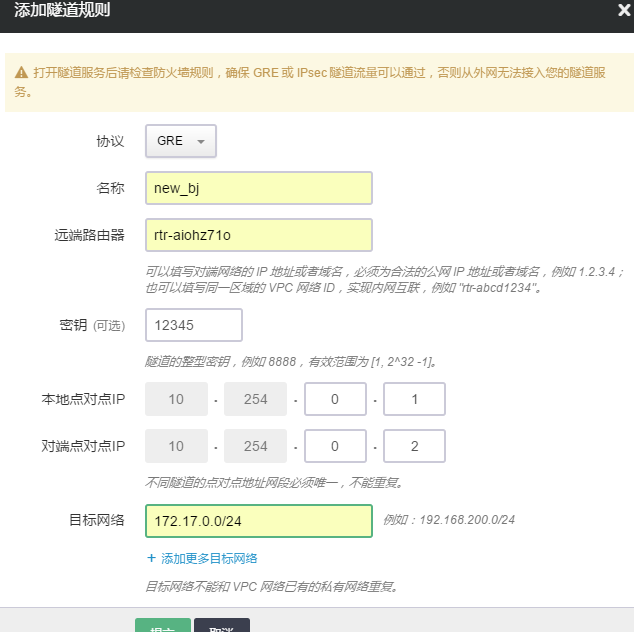 添加隧道规则
打开隧道服务后请检查防火墙规则，确保 GRE 或 IPsec 隧道流量可以通过，否则从外网无法接入您的隧道服
务。
协议 GRE
名称 new_bj
远端路由器 rtr-aiohz71o
可以填写对端网络的 IP 地址或者域名，必须为合法的公网 IP 地址或者域名，例如 1.2.3.4；
也可以填写同一区域的 VPC 网络 ID，实现内网互联，例如 "rtr-abcd1234"。
密钥 (可选) 12345
隧道的整型密钥，例如 8888，有效范围为 [1, 2^32 -1]。
本地点对点IP 10 . 254 . 0 . 1
对端点对点IP 10 . 254 . 0 . 2
不同隧道的点对点地址网段必须唯一，不能重复。
目标网络 172.17.0.0/24 例如：192.168.200.0/24
+ 添加更多目标网络
目标网络不能和 VPC 网络已有的私有网络重复。